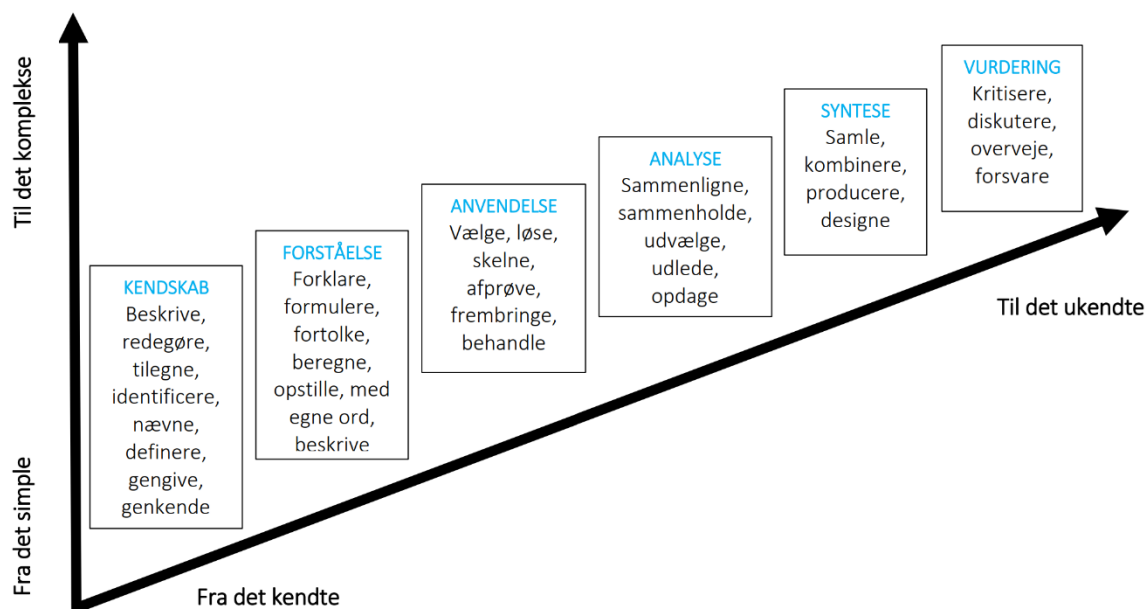 Til det komplekse
Fra det simple
KENDSKAB
Beskrive,
redegøre,
tilegne,
identificere,
nævne,
definere,
gengive,
genkende
FORSTÅELSE
Forklare,
formulere,
fortolke,
beregne,
opstille, med
egne ord,
beskrive
ANVENDELSE
Vælge, løse,
skelne,
afprøve,
frembringe,
behandle
ANALYSE
Sammenligne,
sammenholde,
udvælge,
udlede,
opdage
SYNTESE
Samle,
kombinere,
producere,
designe
VURDERING
Kritisere,
diskutere,
overveje,
forsvare
Fra det kendte
Til det ukendte